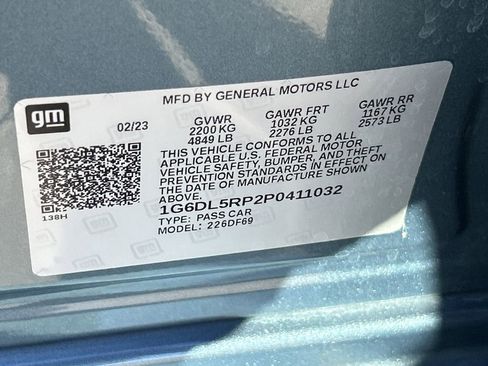 MFD BY GENERAL MOTORS LLC
gm
02/23 GVWR GAWR FRT GAWR RR
2200 KG 1032 KG 1167 KG
4849 LB 2276 LB 2573 LB
THIS VEHICLE CONFORMS TO ALL
APPLICABLE U.S. FEDERAL MOTOR
VEHICLE SAFETY, BUMPER, AND THEFT
PREVENTION STANDARDS IN EFFECT ON
THE DATE OF MANUFACTURE SHOWN
ABOVE.
138H
1G6DL5RP2P0411032
TYPE: PASS CAR
MODEL: 226DF69